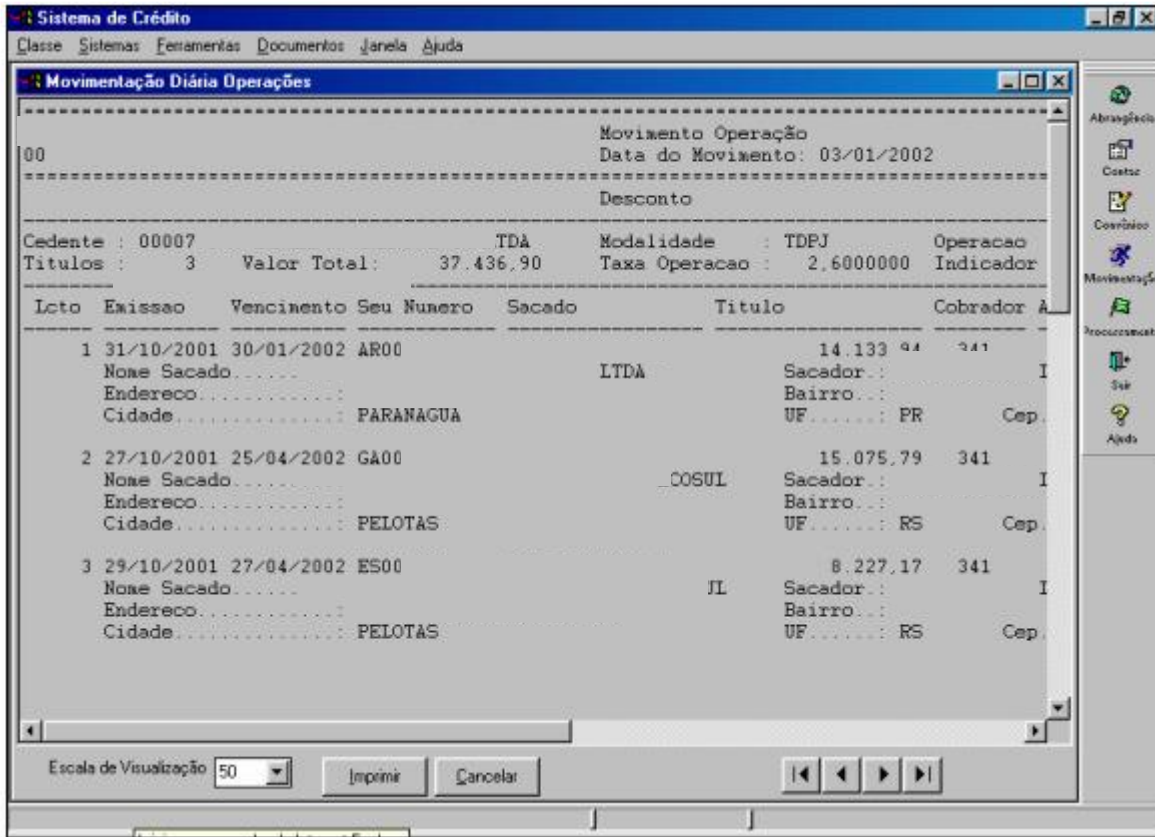 Sistema de Crédito
Classe Sistemas Ferramentas Documentos Janela Ajuda
Movimentação Diária Operações
Movimento Operação
00 Data do Movimento: 03/01/2002
Desconto
Cedente : 00007 TDA Modalidade : TDPJ Operacao
Titulos : 3 Valor Total: 37.436,90 Taxa Operacao : 2,6000000 Indicador
Lcto Emissao Vencimento Seu Numero Sacado Titulo Cobrador A
1 31/10/2001 30/01/2002 AR00 14.133,94 341
Nome Sacado...... LTDA Sacador.: I
Endereco.............:
Bairro..:
Cidade...............: PARANAGUA UF......: PR Cep.
2 27/10/2001 25/04/2002 GA00 15.075,79 341
Nome Sacado...... COSUL Sacador.: I
Endereco.............: Bairro..:
Cidade...............: PELOTAS UF......: RS Cep.
3 29/10/2001 27/04/2002 ES00 8.227,17 341
Nome Sacado...... UL Sacador.: I
Endereco.............: Bairro..:
Cidade...............: PELOTAS UF......: RS Cep.
Escala de Visualização 50 Imprimir Cancelar
Abrangência
Contas
Convênios
Movimentaçã
Processament
Sair
Ajuda